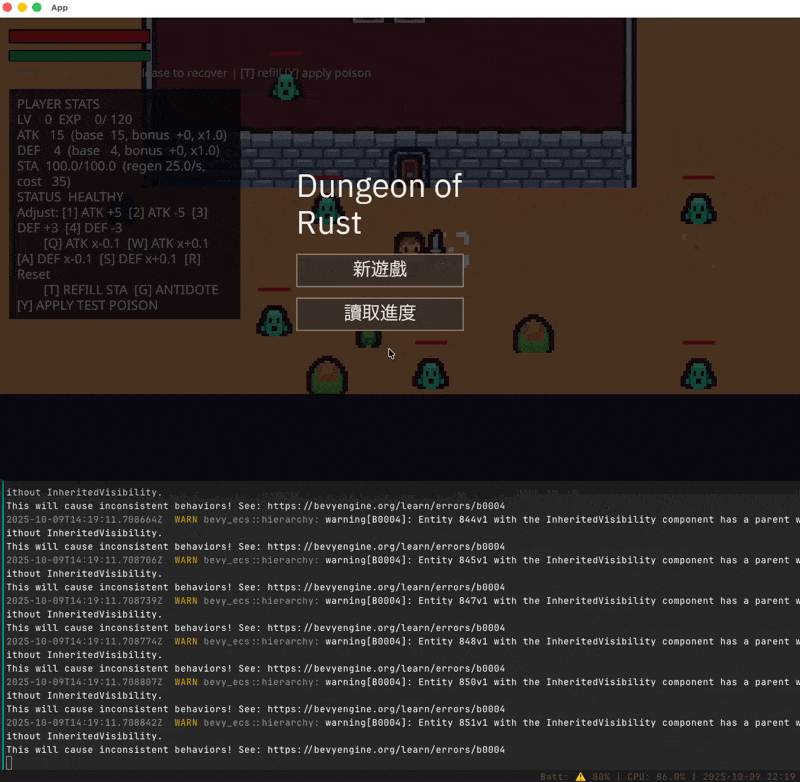 App
lease to recover | [T] refill [Y] apply poison
PLAYER STATS
LV 0 EXP 0/ 120
ATK 15 (base 15, bonus +0, x1.0)
DEF 4 (base 4, bonus +0, x1.0)
STA 100.0/100.0 (regen 25.0/s,
cost 35)
STATUS HEALTHY
Adjust: [1] ATK +5 [2] ATK -5 [3]
DEF +3 [4] DEF -3
[Q] ATK x-0.1 [W] ATK x+0.1
[A] DEF x-0.1 [S] DEF x+0.1 [R]
Reset
[T] REFILL STA [G] ANTIDOTE
[Y] APPLY TEST POISON
Dungeon of
Rust
新遊戲
讀取進度
ithout InheritedVisibility.
This will cause inconsistent behaviors! See: https://bevyengine.org/learn/errors/b0004
2025-10-09T14:19:11.708664Z WARN bevy_ecs::hierarchy: warning[B0004]: Entity 844v1 with the InheritedVisibility component has a parent w
ithout InheritedVisibility.
This will cause inconsistent behaviors! See: https://bevyengine.org/learn/errors/b0004
2025-10-09T14:19:11.708706Z WARN bevy_ecs::hierarchy: warning[B0004]: Entity 845v1 with the InheritedVisibility component has a parent w
ithout InheritedVisibility.
This will cause inconsistent behaviors! See: https://bevyengine.org/learn/errors/b0004
2025-10-09T14:19:11.708739Z WARN bevy_ecs::hierarchy: warning[B0004]: Entity 847v1 with the InheritedVisibility component has a parent w
ithout InheritedVisibility.
This will cause inconsistent behaviors! See: https://bevyengine.org/learn/errors/b0004
2025-10-09T14:19:11.708774Z WARN bevy_ecs::hierarchy: warning[B0004]: Entity 848v1 with the InheritedVisibility component has a parent w
ithout InheritedVisibility.
This will cause inconsistent behaviors! See: https://bevyengine.org/learn/errors/b0004
2025-10-09T14:19:11.708807Z WARN bevy_ecs::hierarchy: warning[B0004]: Entity 850v1 with the InheritedVisibility component has a parent w
ithout InheritedVisibility.
This will cause inconsistent behaviors! See: https://bevyengine.org/learn/errors/b0004
2025-10-09T14:19:11.708842Z WARN bevy_ecs::hierarchy: warning[B0004]: Entity 851v1 with the InheritedVisibility component has a parent w
ithout InheritedVisibility.
This will cause inconsistent behaviors! See: https://bevyengine.org/learn/errors/b0004
Batt: ⚠ 80% | CPU: 86.0% | 2025-10-09 22:19